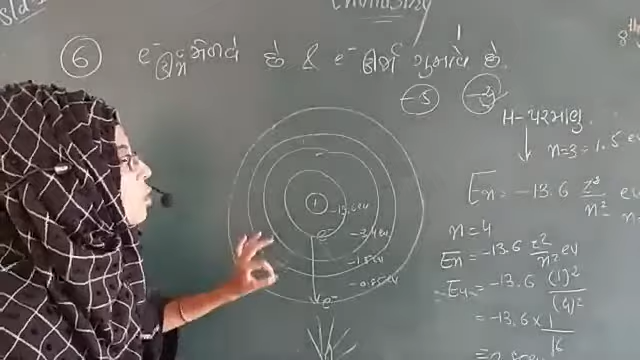 Chemistry
8th
⑥ e⁻ ઊર્જા મેળવે છે & e⁻ ઊર્જા ગુમાવે છે.
-5
H- પરમાણુ
n=3 ÷ 1.5 ev
En = -13.6 z²/n² ev
n=4
En = -13.6 z²/n² ev
E4 = -13.6 (1)²/(4)²
= -13.6 x 1/16
+
-13.6 ev
e⁻
-3.4 ev
-1.5 ev
-0.85 ev
e⁻